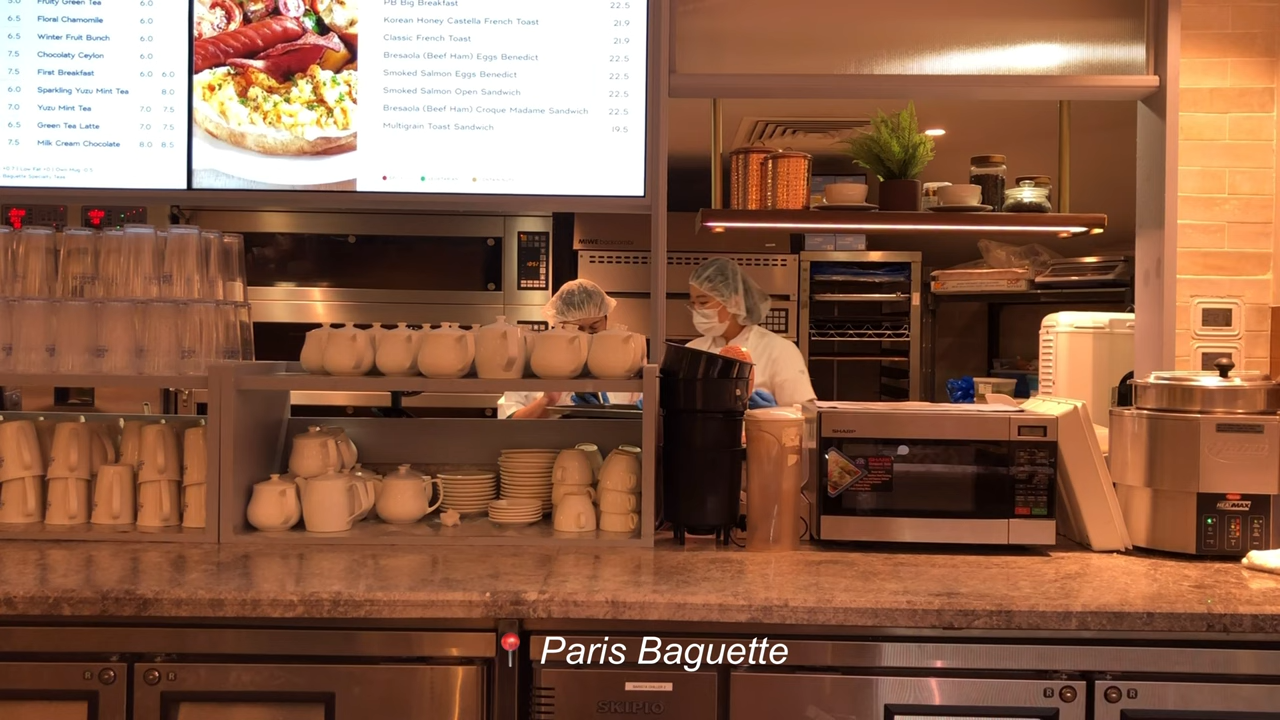 Fruity Green Tea 6.0
6.5 Floral Chamomile 6.0
6.5 Winter Fruit Bunch 6.0
7.5 Chocolaty Ceylon 6.0
7.5 First Breakfast 6.0 6.0
6.0 Sparkling Yuzu Mint Tea 8.0
7.0 Yuzu Mint Tea 7.0 7.5
6.5 Green Tea Latte 7.0 7.5
7.5 Milk Cream Chocolate 8.0 8.5
PB Big Breakfast 22.5
Korean Honey Castella French Toast 21.9
Classic French Toast 21.9
Bresaola (Beef Ham) Eggs Benedict 22.5
Smoked Salmon Eggs Benedict 22.5
Smoked Salmon Open Sandwich 22.5
Bresaola (Beef Ham) Croque Madame Sandwich 22.5
Multigrain Toast Sandwich 19.5
MIWE
SHARP
HEATMAX
Paris Baguette
SKIPIO